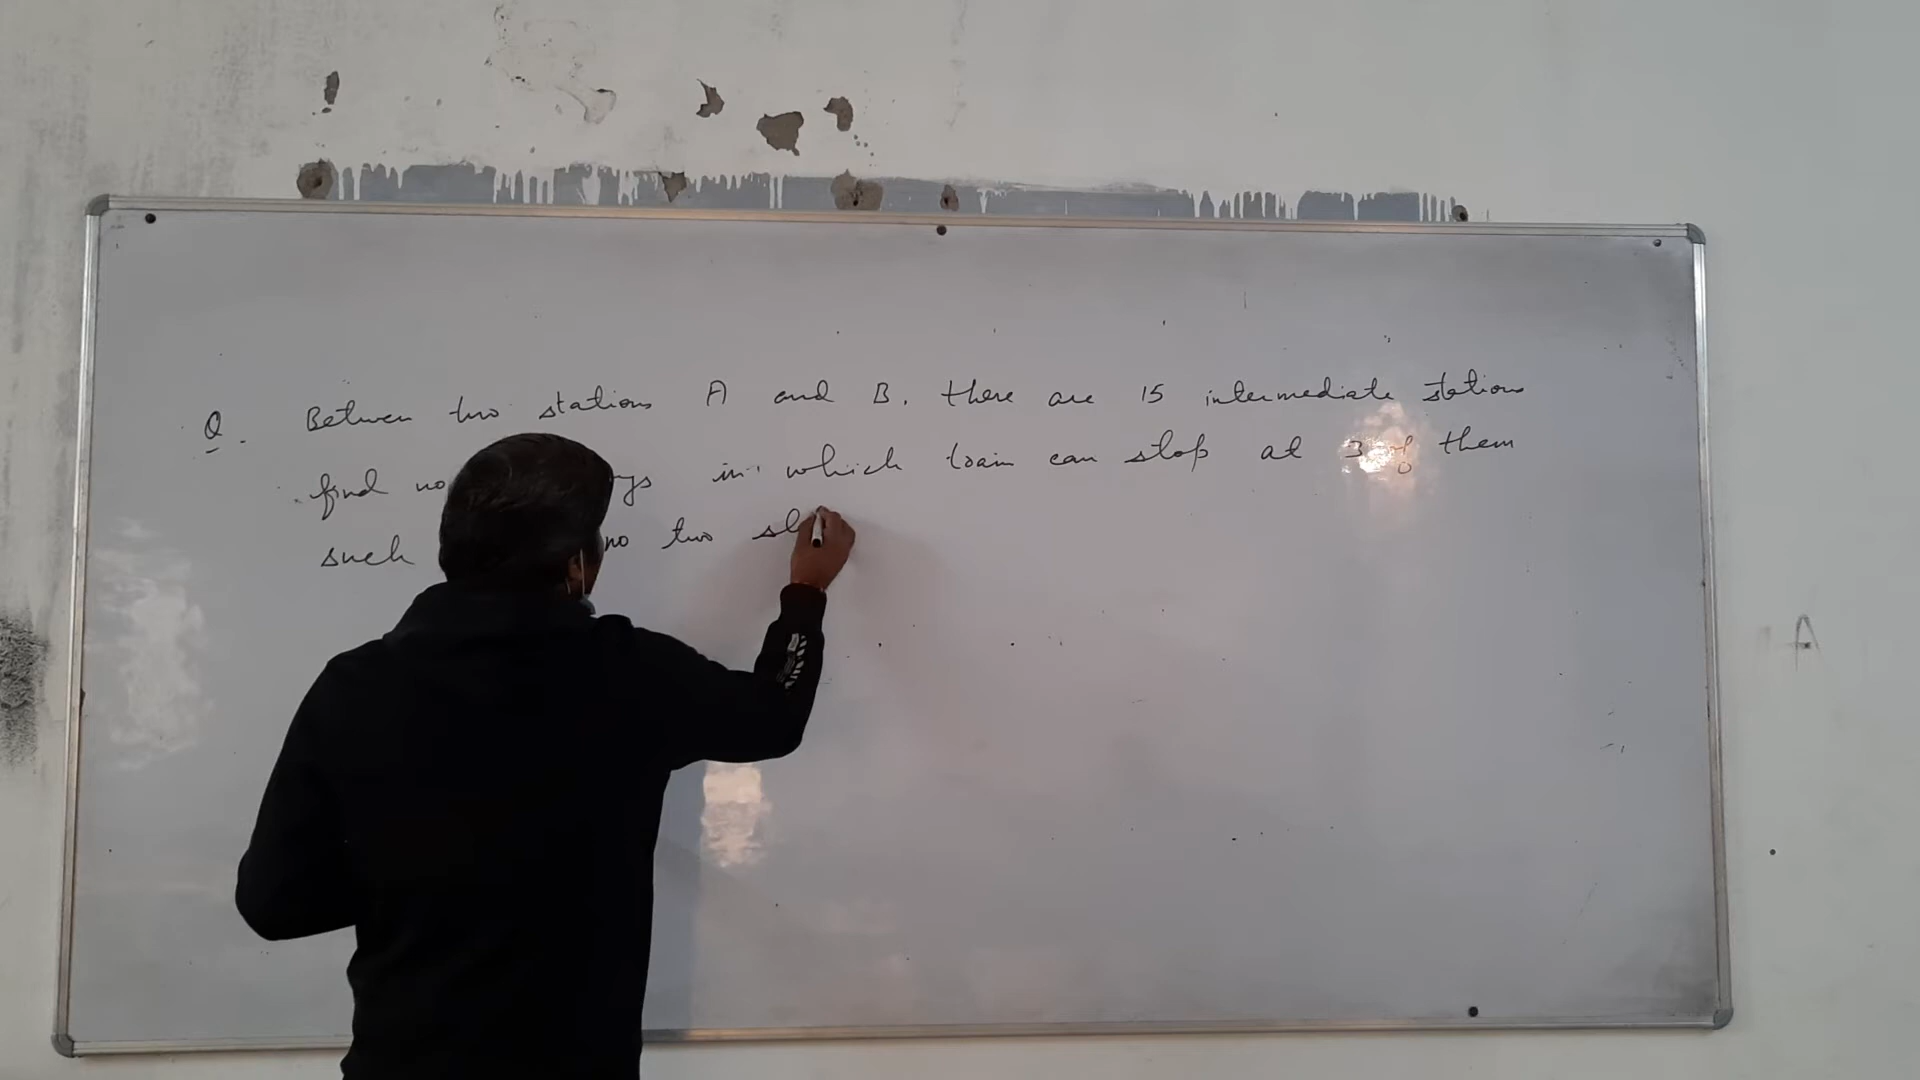 Q. Between two stations A and B, there are 15 intermediate stations
find no in which train can stop at 3 of them
such no two
A